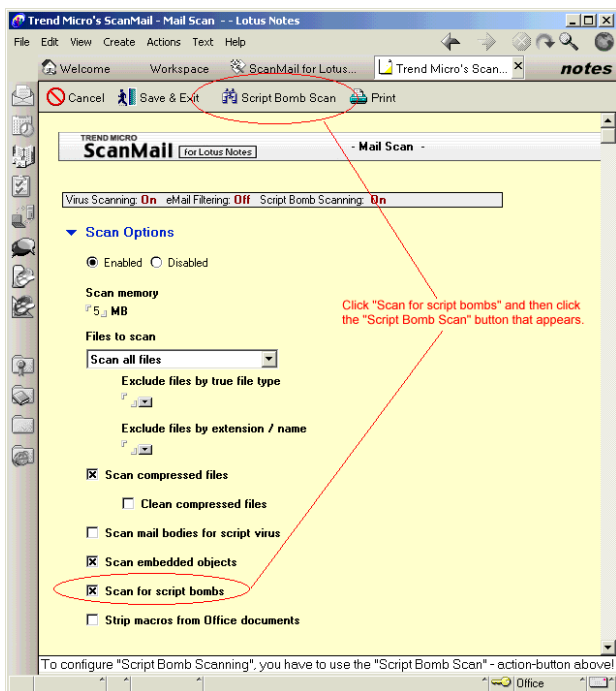 Trend Micro's ScanMail - Mail Scan - - Lotus Notes
File Edit View Create Actions Text Help
Welcome Workspace ScanMail for Lotus... Trend Micro's Scan... notes
Cancel Save & Exit Script Bomb Scan Print
TREND MICRO
ScanMail for Lotus Notes - Mail Scan -
Virus Scanning: On eMail Filtering: Off Script Bomb Scanning: On
Scan Options
Enabled Disabled
Scan memory
5 MB
Click "Scan for script bombs" and then click
the "Script Bomb Scan" button that appears.
Files to scan
Scan all files
Exclude files by true file type
Exclude files by extension / name
Scan compressed files
Clean compressed files
Scan mail bodies for script virus
Scan embedded objects
Scan for script bombs
Strip macros from Office documents
To configure "Script Bomb Scanning", you have to use the "Script Bomb Scan" - action-button above!
Office